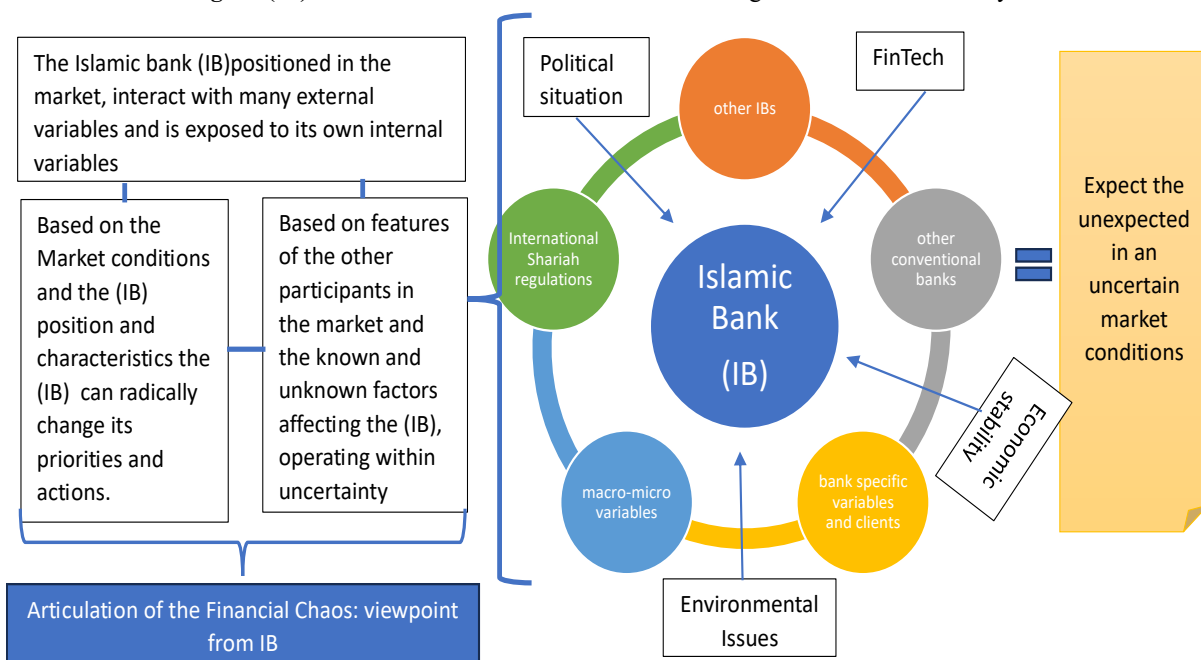 The Islamic bank (IB)positioned in the
market, interact with many external
variables and is exposed to its own internal
variables
Based on the
Market conditions
and the (IB)
position and
characteristics the
(IB) can radically
change its
priorities and
actions.
Based on features
of the other
participants in
the market and
the known and
unknown factors
affecting the (IB),
operating within
uncertainty
Articulation of the Financial Chaos: viewpoint
from IB
Political
situation
FinTech
other IBs
International
Shariah
regulations
other
conventional
banks
Islamic
Bank
(IB)
Economic
stability
macro-micro
variables
bank specific
variables
and clients
Environmental
Issues
Expect the
unexpected
in an
uncertain
market
conditions